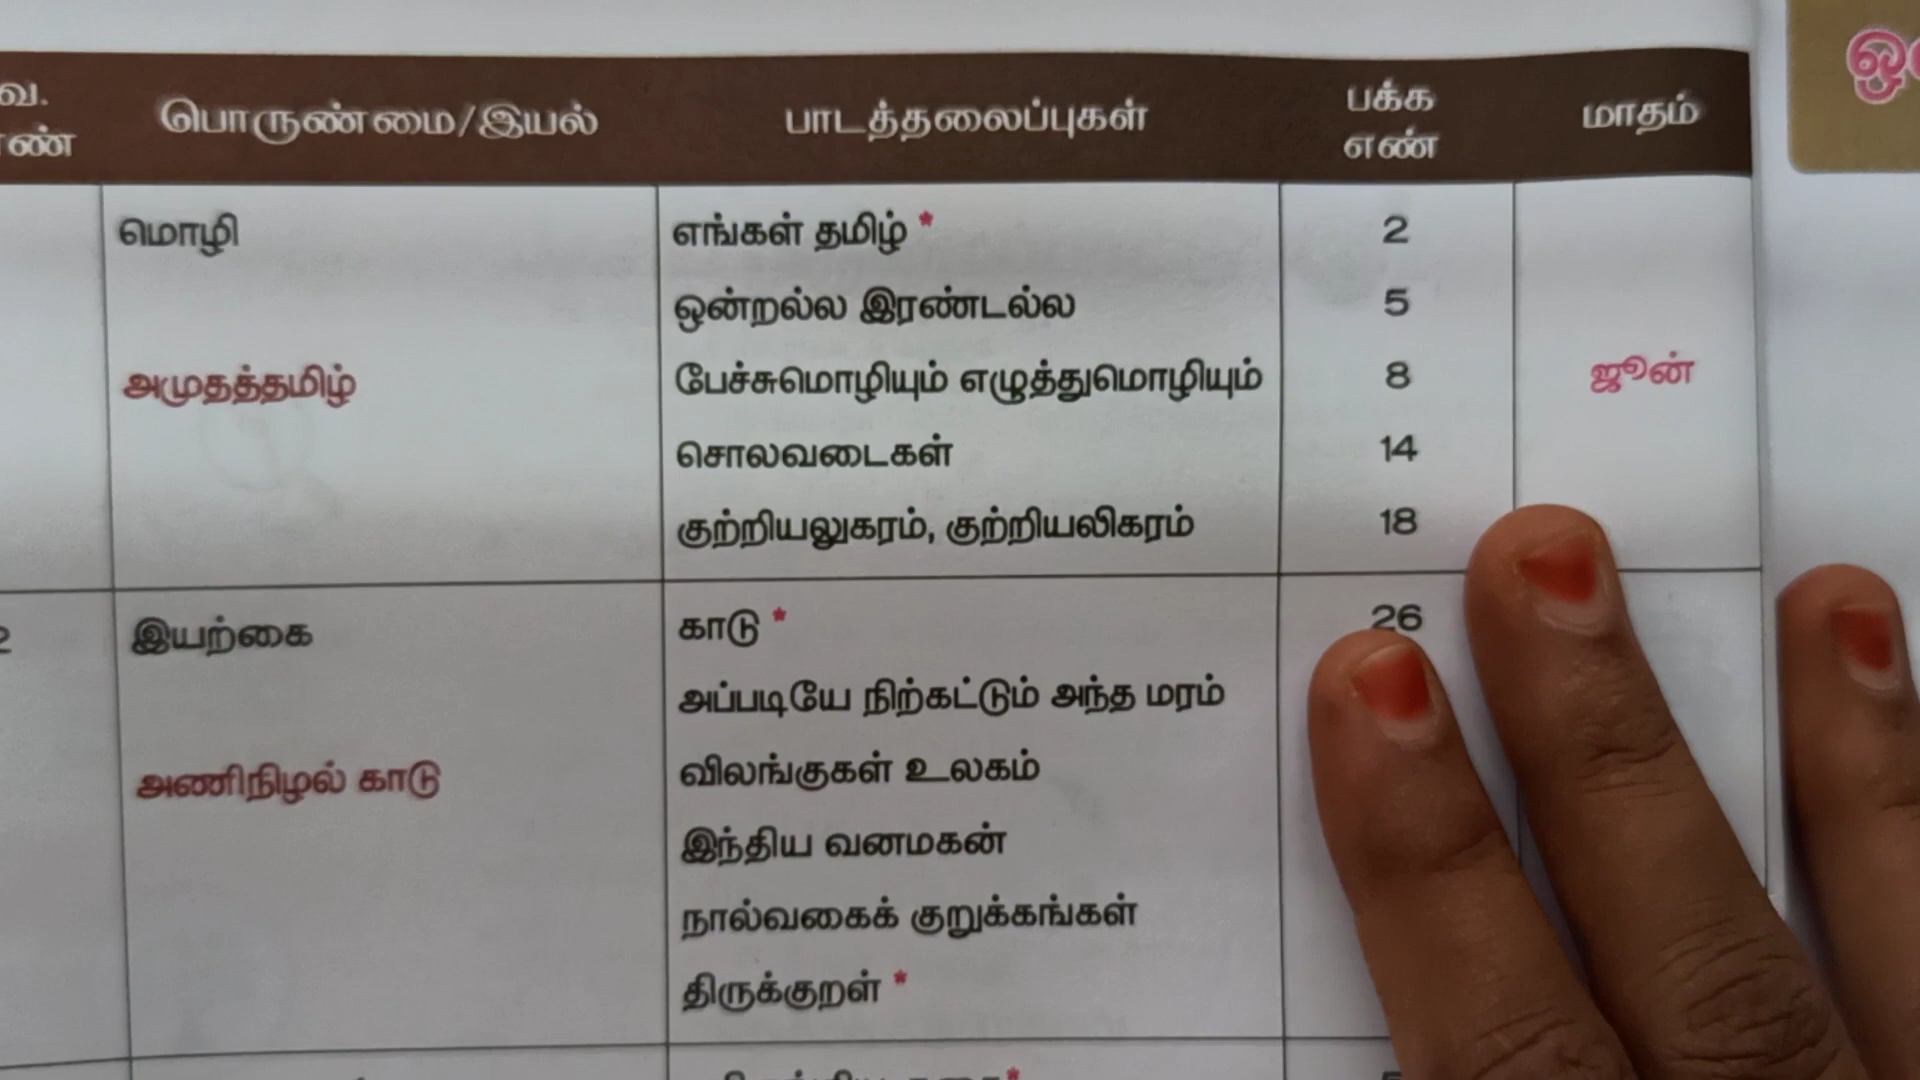 பொருண்மை/இயல் பாடத்தலைப்புகள் பக்க எண் மாதம்
மொழி எங்கள் தமிழ் * 2
ஒன்றல்ல இரண்டல்ல 5
அமுதத்தமிழ் பேச்சுமொழியும் எழுத்துமொழியும் 8 ஜூன்
சொலவடைகள் 14
குற்றியலுகரம், குற்றியலிகரம் 18
2 இயற்கை காடு * 26
அப்படியே நிற்கட்டும் அந்த மரம்
அணிநிழல் காடு விலங்குகள் உலகம்
இந்திய வனமகன்
நால்வகைக் குறுக்கங்கள்
திருக்குறள் *